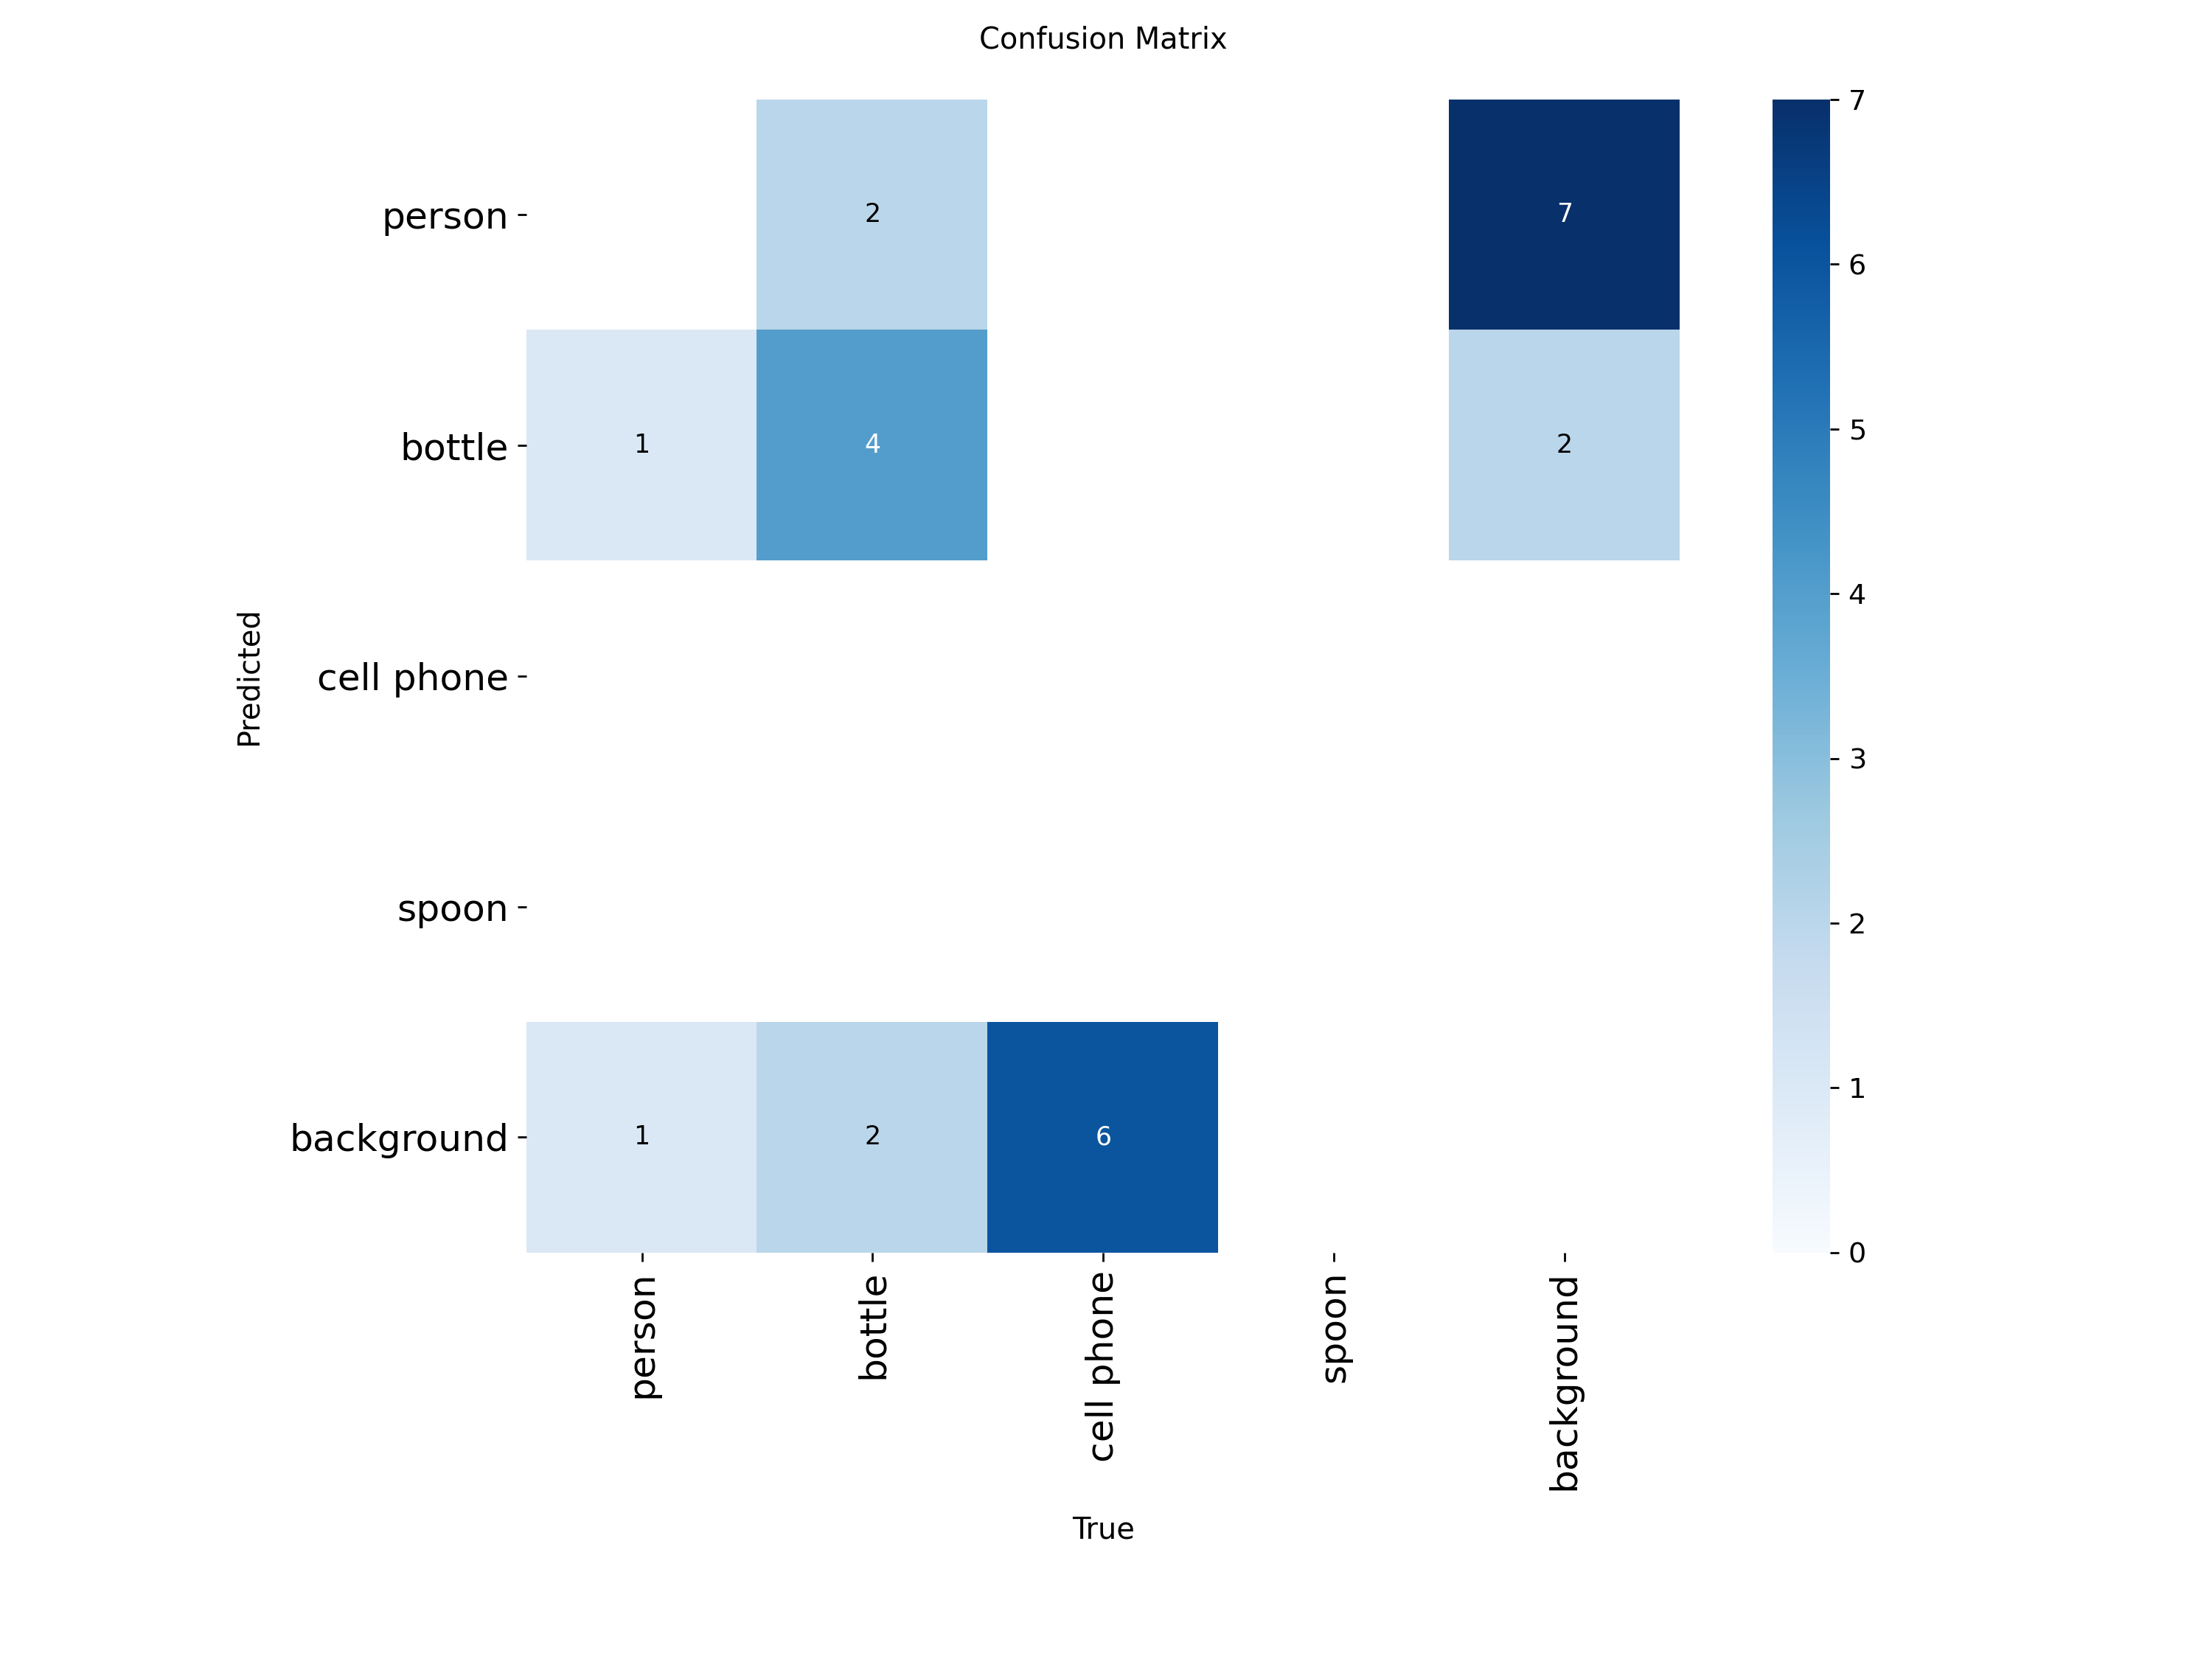 Confusion Matrix
person
2
7
bottle
1
4
2
cell phone
spoon
background
1
2
6
Predicted
person
bottle
cell phone
spoon
background
True
7
6
5
4
3
2
1
0